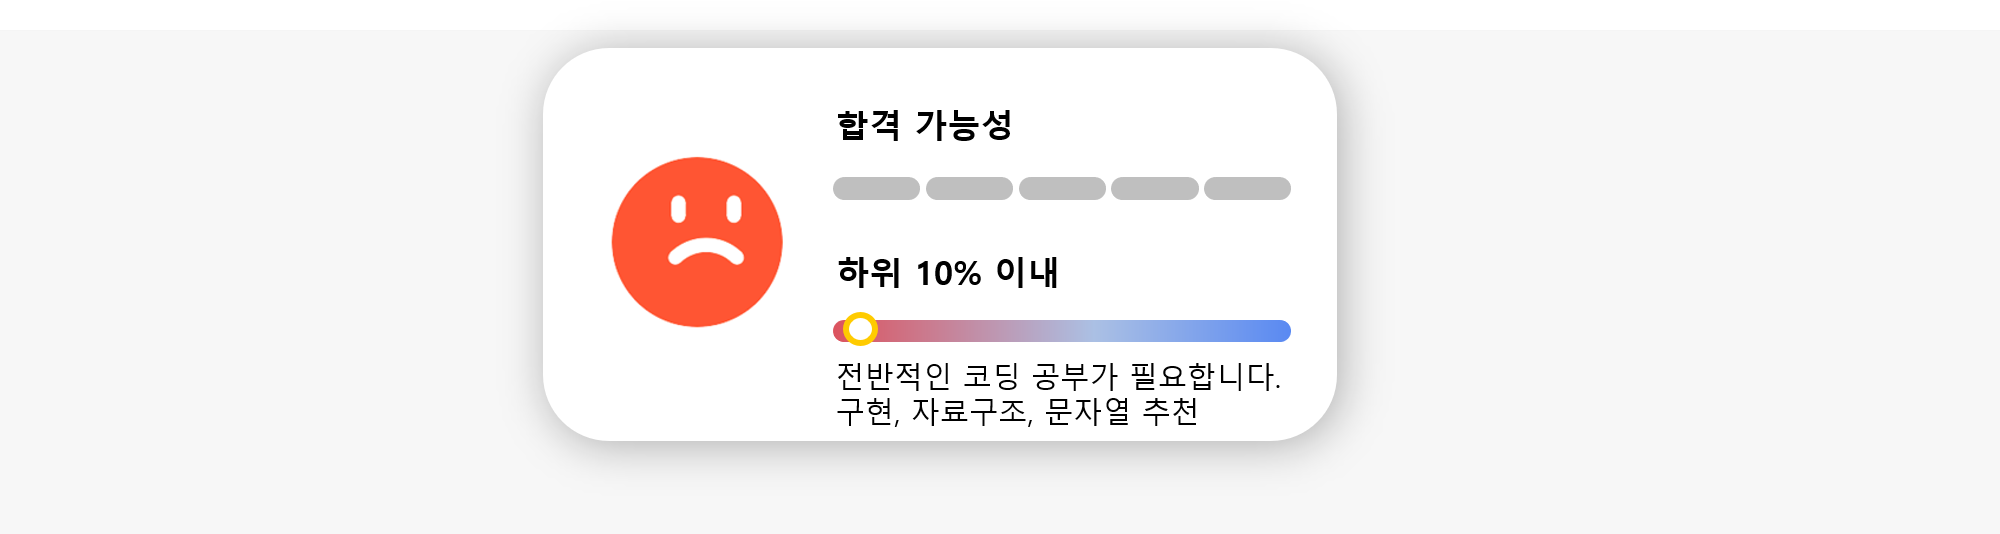 합격 가능성
하위 10% 이내
전반적인 코딩 공부가 필요합니다.
구현, 자료구조, 문자열 추천